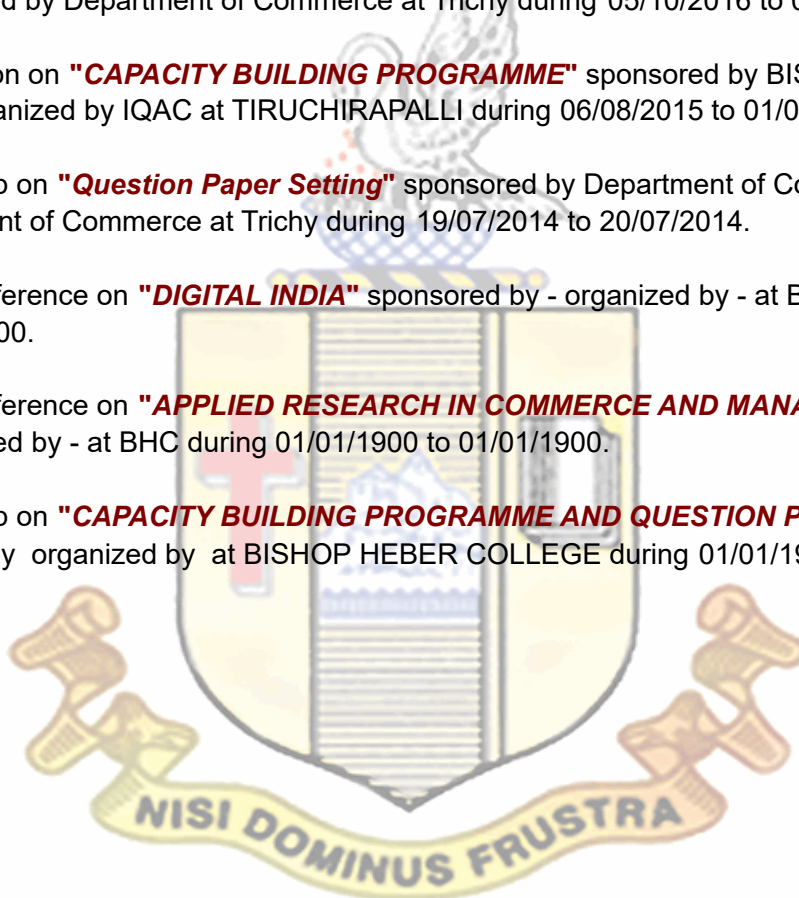 d by Department of Commerce at Trichy during 05/10/2016 to 0
on on "CAPACITY BUILDING PROGRAMME" sponsored by BIS
anized by IQAC at TIRUCHIRAPALLI during 06/08/2015 to 01/0
o on "Question Paper Setting" sponsored by Department of Co
nt of Commerce at Trichy during 19/07/2014 to 20/07/2014.
ference on "DIGITAL INDIA" sponsored by - organized by - at B
00.
ference on "APPLIED RESEARCH IN COMMERCE AND MANA
ed by - at BHC during 01/01/1900 to 01/01/1900.
o on "CAPACITY BUILDING PROGRAMME AND QUESTION P
y organized by at BISHOP HEBER COLLEGE during 01/01/19
NISI DOMINUS FRUSTRA